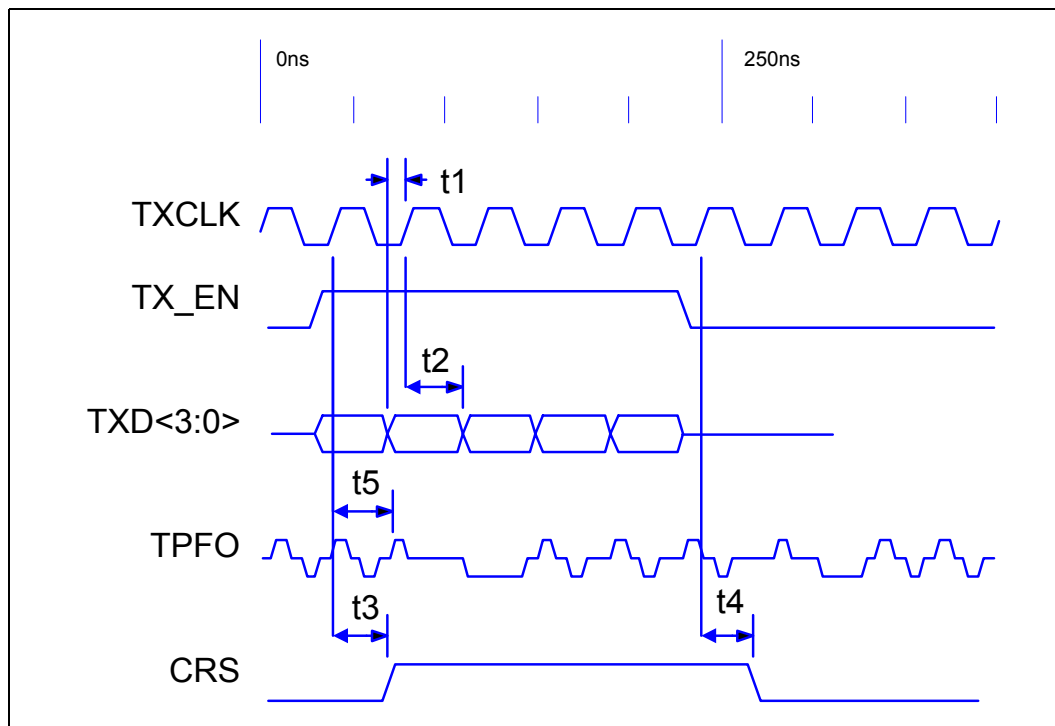 0ns
250ns
t1
TXCLK
TX_EN
t2
TXD<3:0>
t5
TPFO
t3
t4
CRS